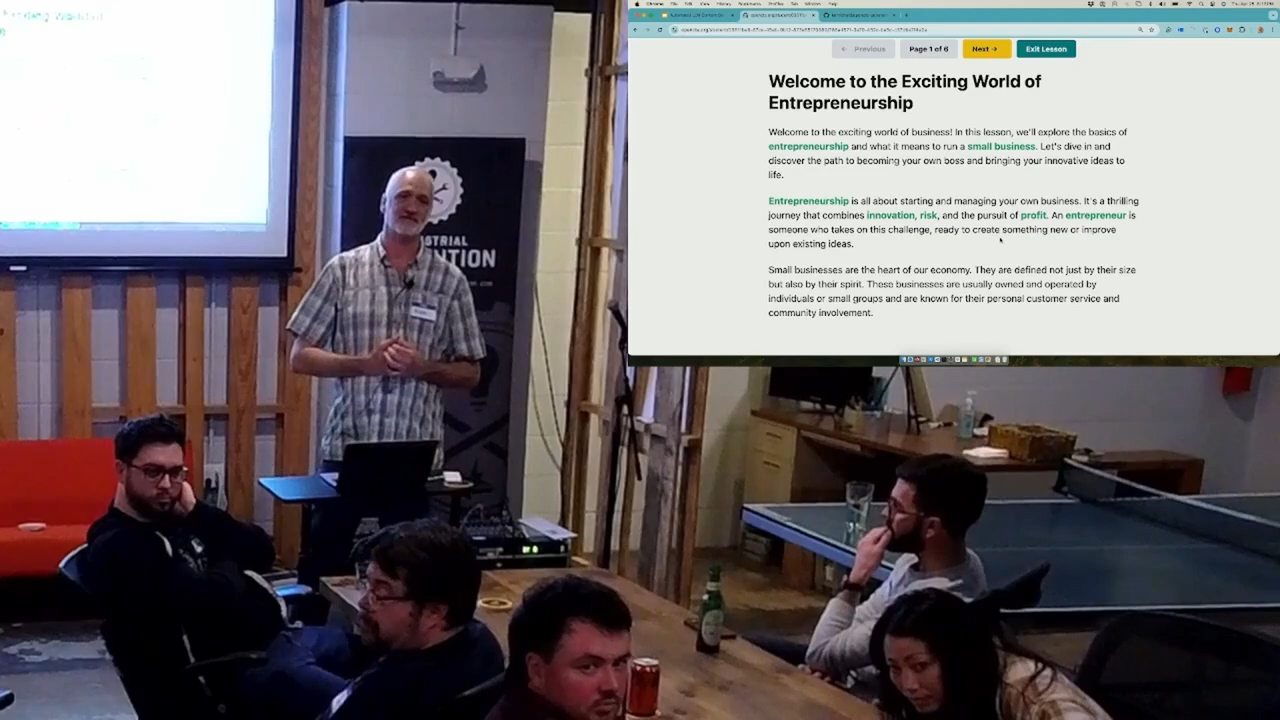 Previous
Page 1 of 6
Next →
Exit Lesson
Welcome to the Exciting World of
Entrepreneurship
Welcome to the exciting world of business! In this lesson, we'll explore the basics of
entrepreneurship and what it means to run a small business. Let's dive in and
discover the path to becoming your own boss and bringing your innovative ideas to
life.
Entrepreneurship is all about starting and managing your own business. It's a thrilling
journey that combines innovation, risk, and the pursuit of profit. An entrepreneur is
someone who takes on this challenge, ready to create something new or improve
upon existing ideas.
Small businesses are the heart of our economy. They are defined not just by their size
but also by their spirit. These businesses are usually owned and operated by
individuals or small groups and are known for their personal customer service and
community involvement.